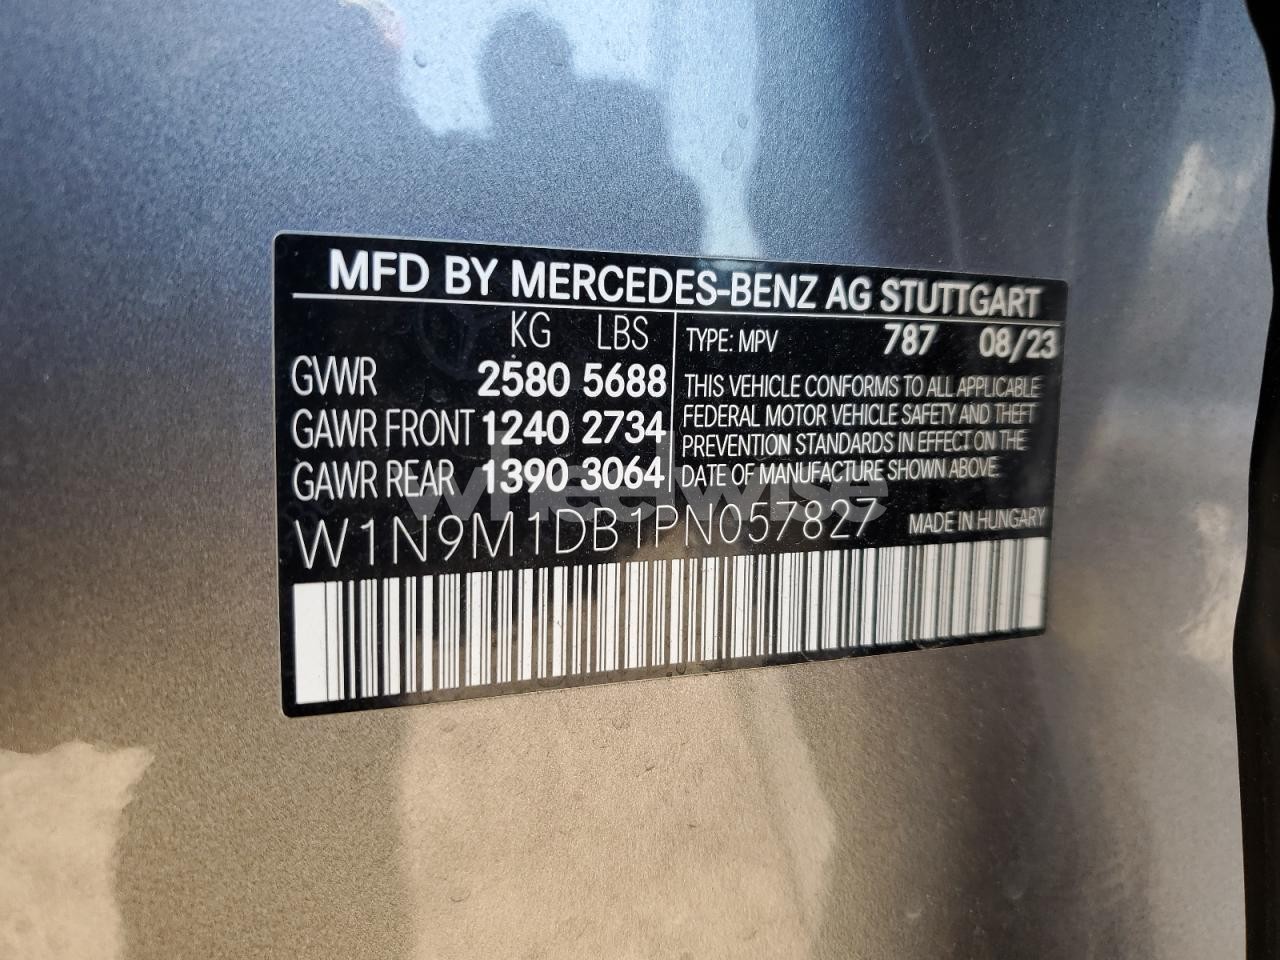 MFD BY MERCEDES-BENZ AG STUTTGART
KG LBS
GVWR 2580 5688
GAWR FRONT 1240 2734
GAWR REAR 1390 3064
TYPE: MPV 787 08/23
THIS VEHICLE CONFORMS TO ALL APPLICABLE
FEDERAL MOTOR VEHICLE SAFETY AND THEFT
PREVENTION STANDARDS IN EFFECT ON THE
DATE OF MANUFACTURE SHOWN ABOVE.
wheelwise
W1N9M1DB1PN057827 MADE IN HUNGARY